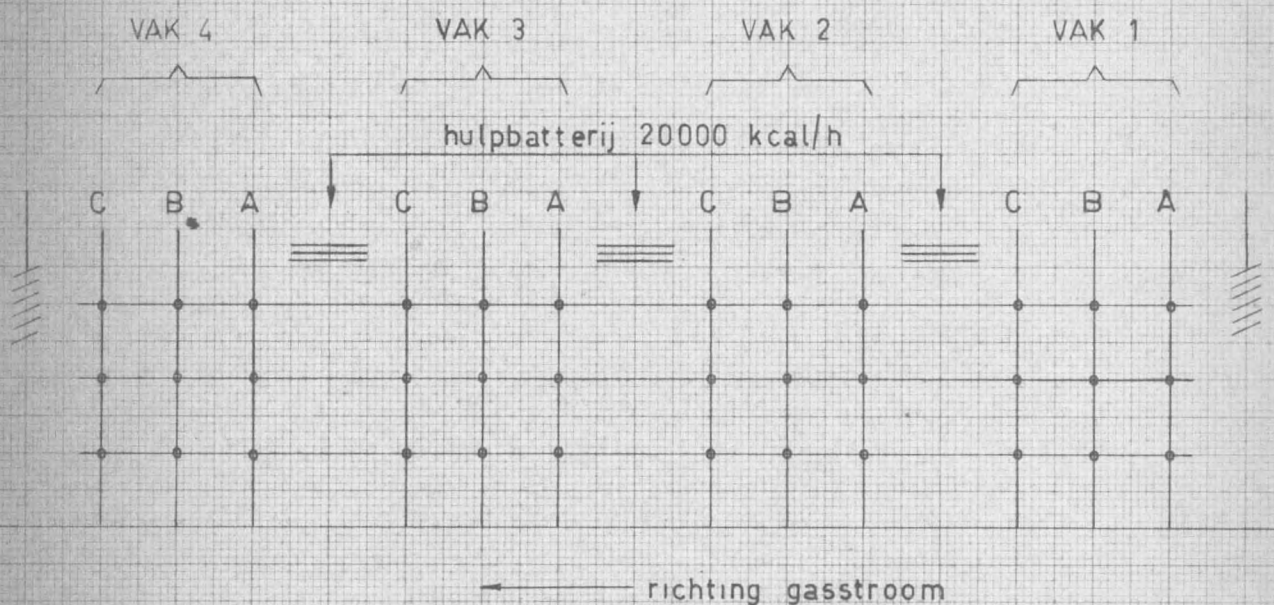 VAK 4 VAK 3 VAK 2 VAK 1
hulpbatterij 20000 kcal/h
C B A C B A C B A C B A
richting gasstroom